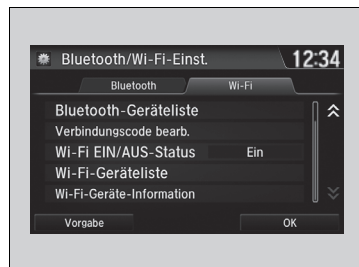 Bluetooth/Wi-Fi-Einst. 12:34
Bluetooth Wi-Fi
Bluetooth-Geräteliste
Verbindungscode bearb.
Wi-Fi EIN/AUS-Status Ein
Wi-Fi-Geräteliste
Wi-Fi-Geräte-Information
Vorgabe OK